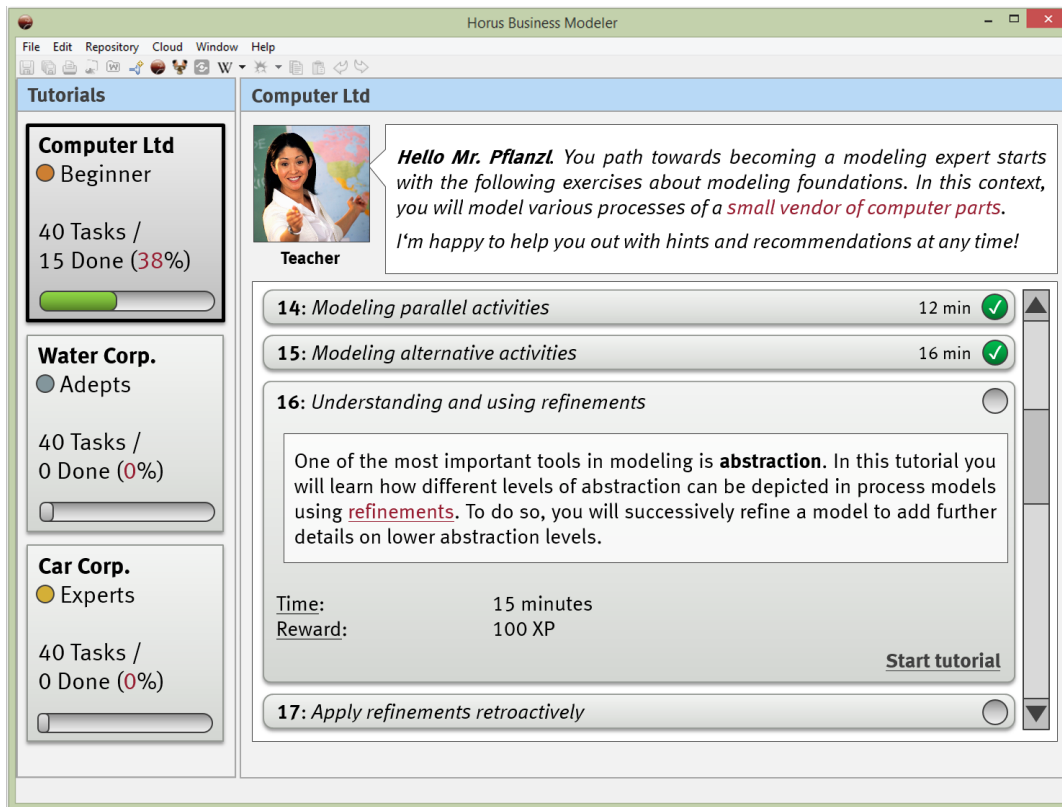 Horus Business Modeler
File Edit Repository Cloud Window Help
W
Tutorials
Computer Ltd
Beginner
40 Tasks /
15 Done (38%)
Water Corp.
Adepts
40 Tasks /
0 Done (0%)
Car Corp.
Experts
40 Tasks /
0 Done (0%)
Computer Ltd
Teacher
Hello Mr. Pflanzl. You path towards becoming a modeling expert starts
with the following exercises about modeling foundations. In this context,
you will model various processes of a small vendor of computer parts.
I'm happy to help you out with hints and recommendations at any time!
14: Modeling parallel activities 12 min
15: Modeling alternative activities 16 min
16: Understanding and using refinements
One of the most important tools in modeling is abstraction. In this tutorial you
will learn how different levels of abstraction can be depicted in process models
using refinements. To do so, you will successively refine a model to add further
details on lower abstraction levels.
Time: 15 minutes
Reward: 100 XP
Start tutorial
17: Apply refinements retroactively